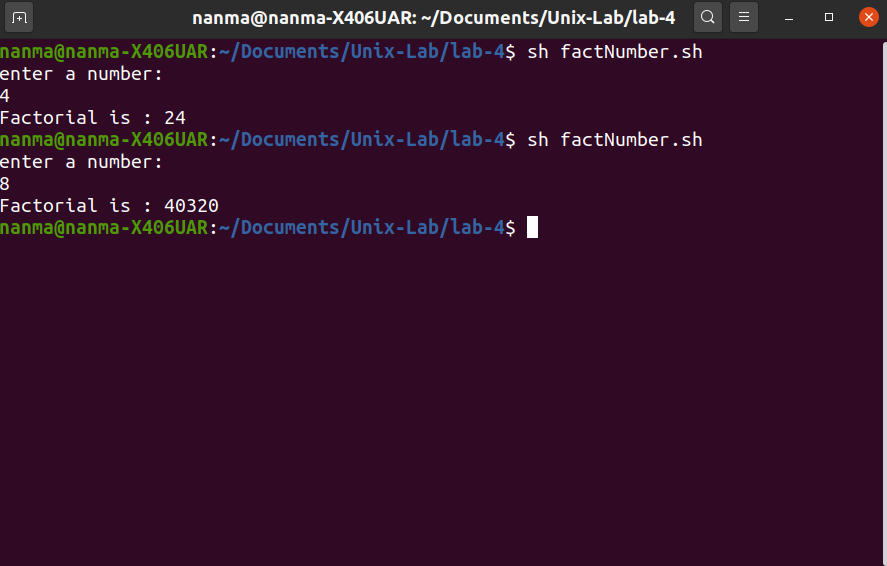 nanma@nanma-X406UAR: ~/Documents/Unix-Lab/lab-4
nanma@nanma-X406UAR:~/Documents/Unix-Lab/lab-4$ sh factNumber.sh
enter a number:
4
Factorial is : 24
nanma@nanma-X406UAR:~/Documents/Unix-Lab/lab-4$ sh factNumber.sh
enter a number:
8
Factorial is : 40320
nanma@nanma-X406UAR:~/Documents/Unix-Lab/lab-4$